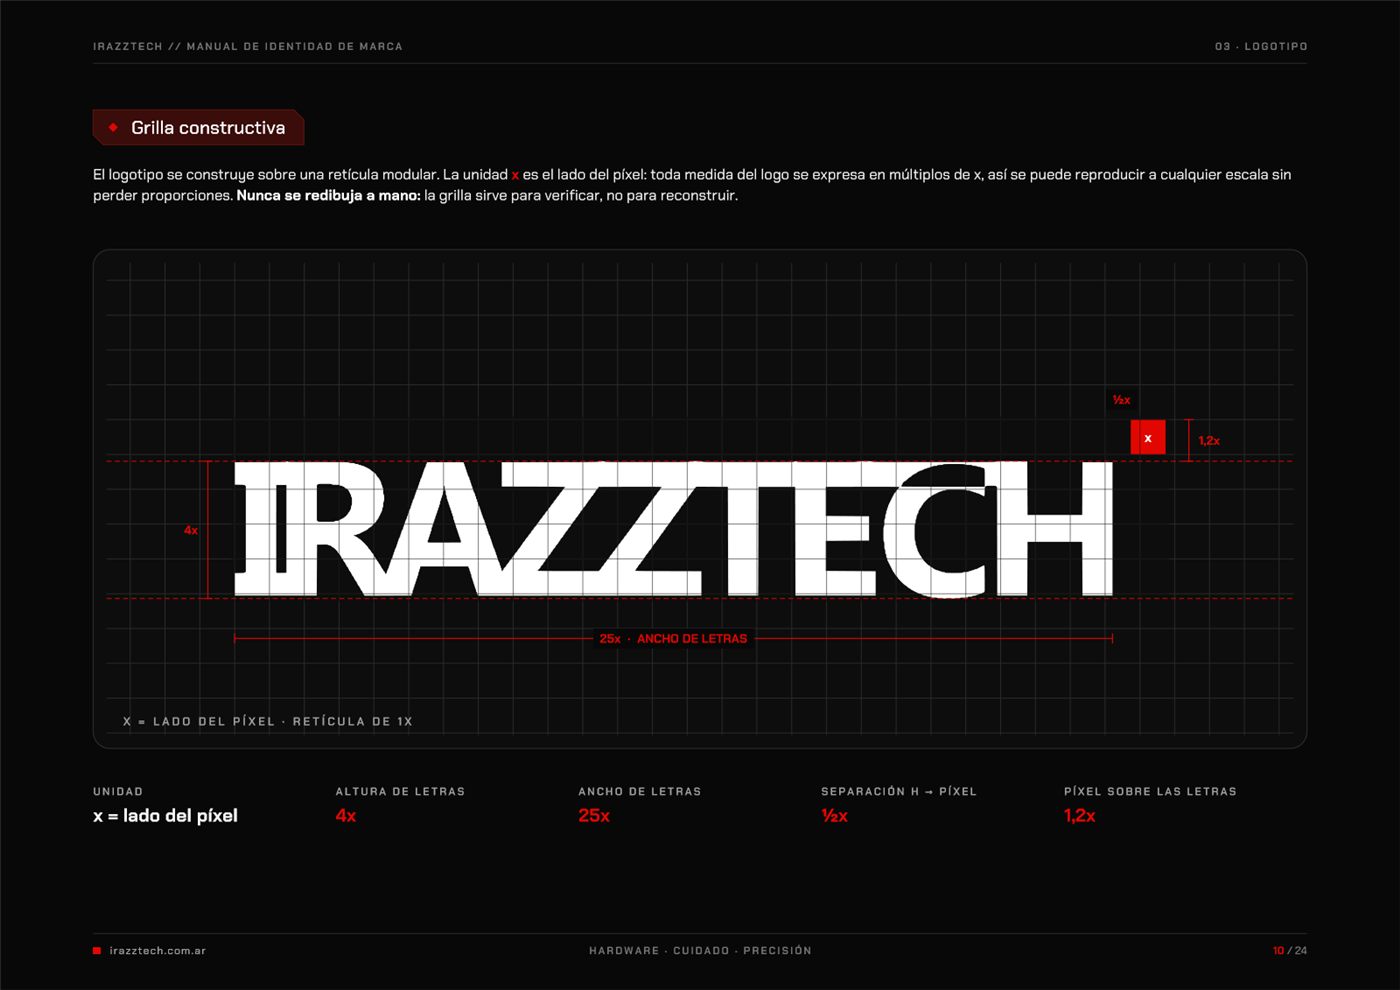 IRAZZTECH // MANUAL DE IDENTIDAD DE MARCA
03 · LOGOTIPO
Grilla constructiva
El logotipo se construye sobre una retícula modular. La unidad x es el lado del píxel: toda medida del logo se expresa en múltiplos de x, así se puede reproducir a cualquier escala sin
perder proporciones. Nunca se redibuja a mano: la grilla sirve para verificar, no para reconstruir.
½x
x
1,2x
4x
IRAZZTECH
25x · ANCHO DE LETRAS
X = LADO DEL PÍXEL · RETÍCULA DE 1X
UNIDAD
x = lado del píxel
ALTURA DE LETRAS
4x
ANCHO DE LETRAS
25x
SEPARACIÓN H → PÍXEL
½x
PÍXEL SOBRE LAS LETRAS
1,2x
irazztech.com.ar
HARDWARE · CUIDADO · PRECISIÓN
10 / 24